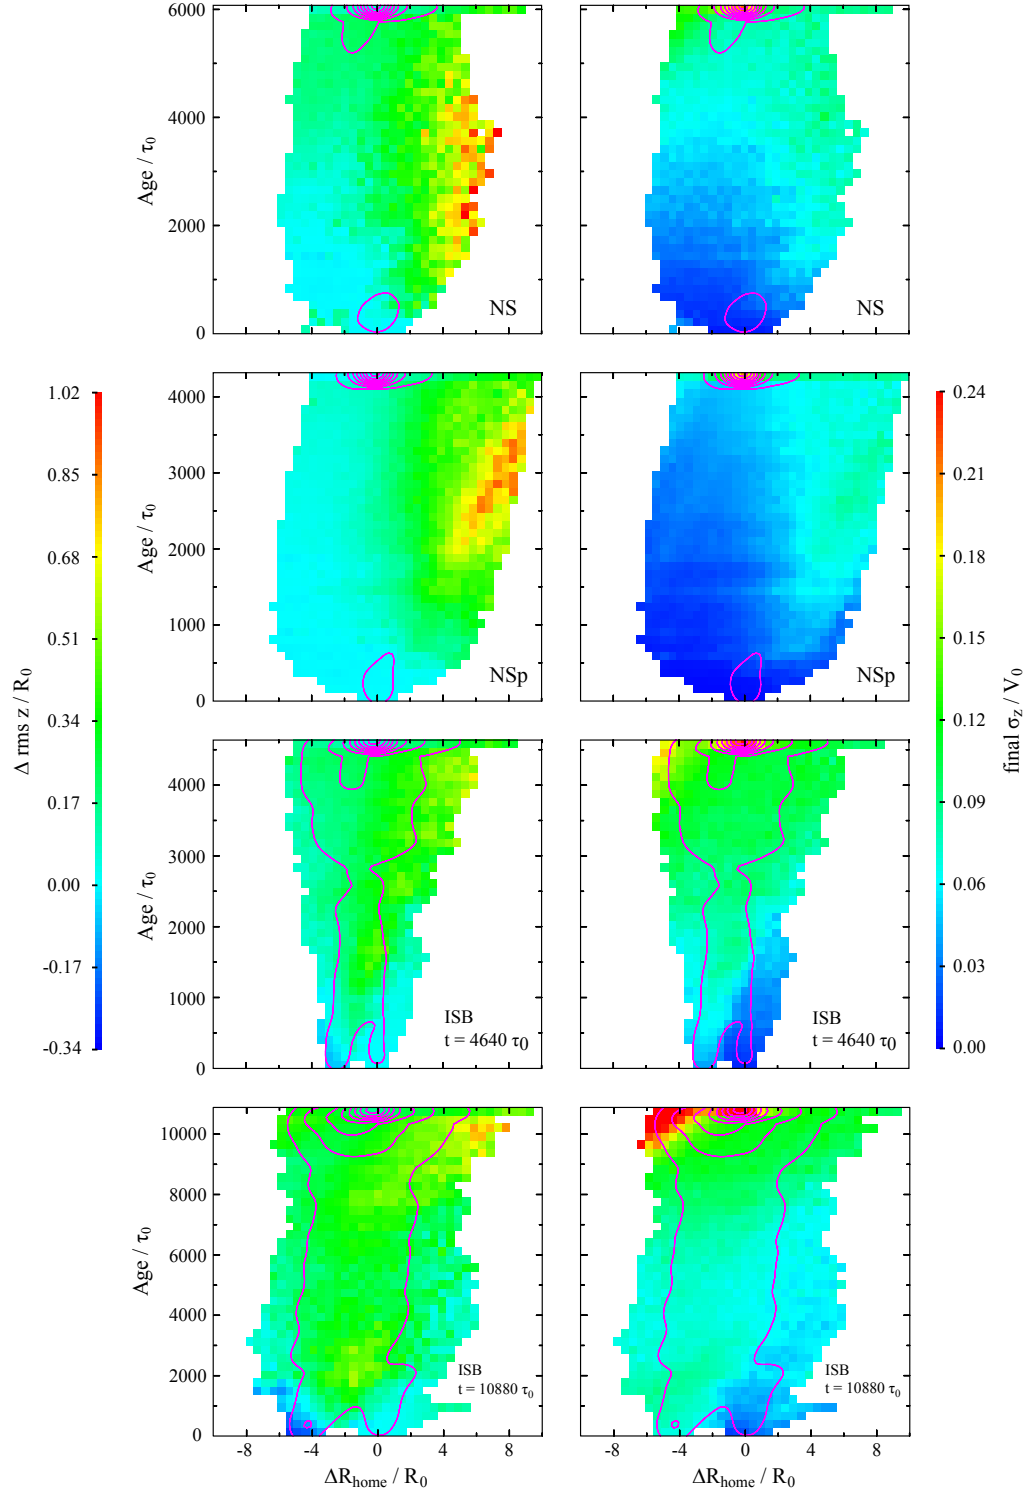 6000
4000
2000
0
Age / τ0
NS
NS
4000
3000
2000
1000
0
Age / τ0
NSp
NSp
1.02
0.85
0.68
0.51
0.34
0.17
0.00
-0.17
-0.34
Δ rms z / R0
0.24
0.21
0.18
0.15
0.12
0.09
0.06
0.03
0.00
final σz / V0
4000
3000
2000
1000
0
Age / τ0
ISB
t = 4640 τ0
ISB
t = 4640 τ0
10000
8000
6000
4000
2000
0
Age / τ0
ISB
t = 10880 τ0
ISB
t = 10880 τ0
-8 -4 0 4 8
-8 -4 0 4 8
ΔRhome / R0
ΔRhome / R0